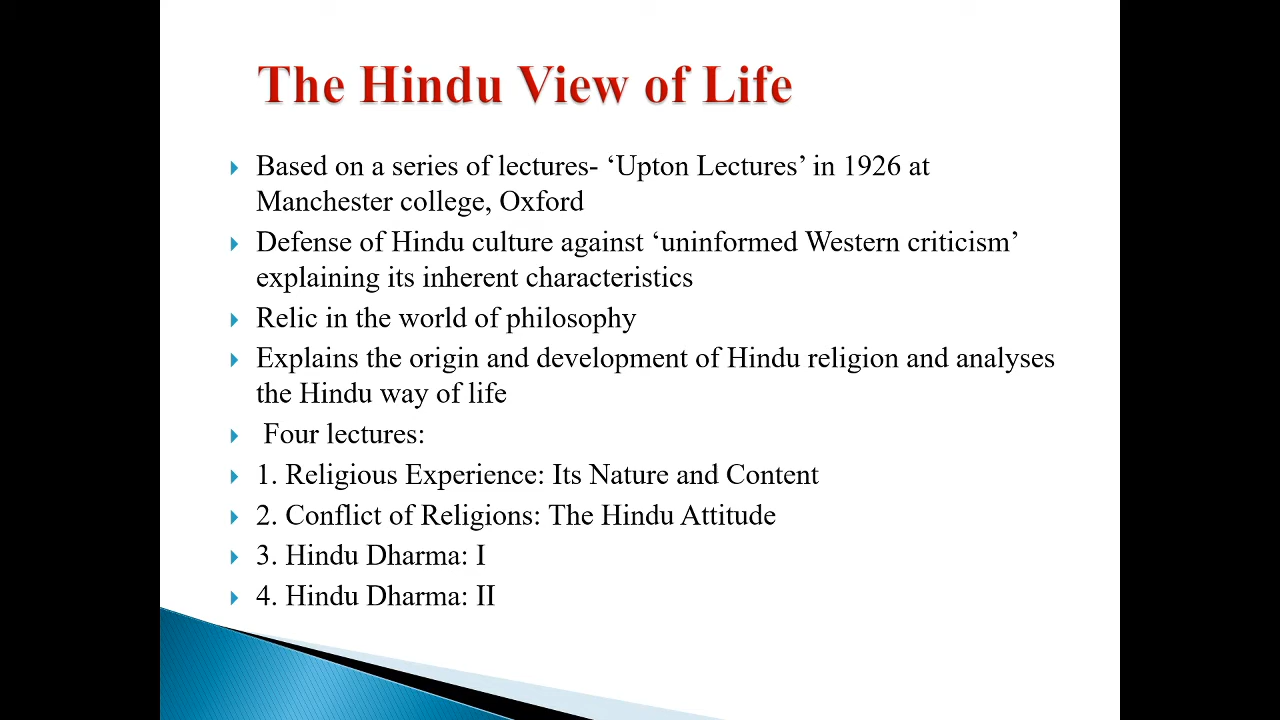 The Hindu View of Life
Based on a series of lectures- ‘Upton Lectures’ in 1926 at
Manchester college, Oxford
Defense of Hindu culture against ‘uninformed Western criticism’
explaining its inherent characteristics
Relic in the world of philosophy
Explains the origin and development of Hindu religion and analyses
the Hindu way of life
Four lectures:
1. Religious Experience: Its Nature and Content
2. Conflict of Religions: The Hindu Attitude
3. Hindu Dharma: I
4. Hindu Dharma: II